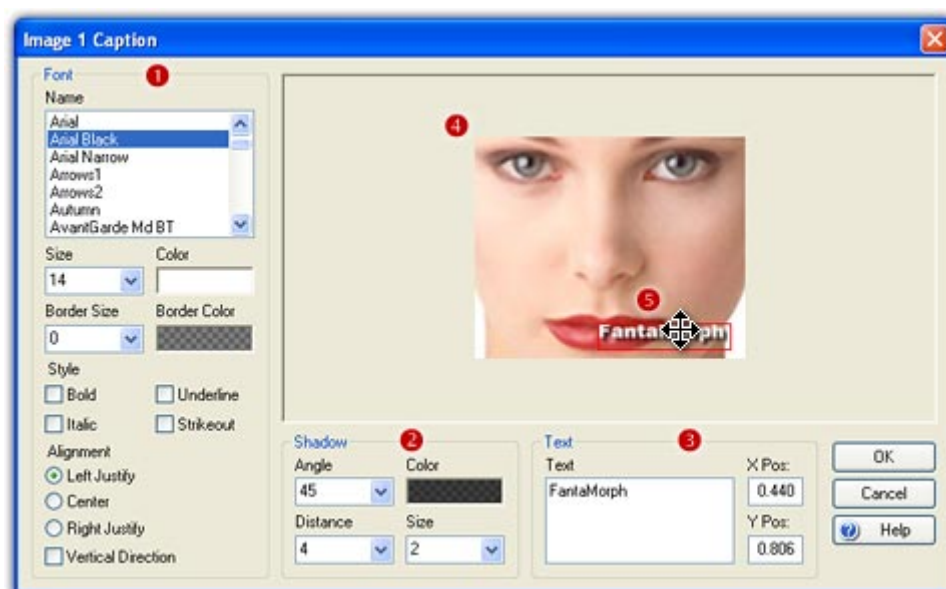 Image 1 Caption
Font
1
Name
Arial
Arial Black
Arial Narrow
Arrows1
Arrows2
Autumn
AvantGarde Md BT
Size
Color
14
Border Size
Border Color
0
Style
Bold
Underline
Italic
Strikeout
Alignment
Left Justify
Center
Right Justify
Vertical Direction
4
5
FantaMorph
Shadow
2
Angle
Color
45
Distance
Size
4
2
Text
3
Text
X Pos:
FantaMorph
0.440
Y Pos:
0.806
OK
Cancel
? Help